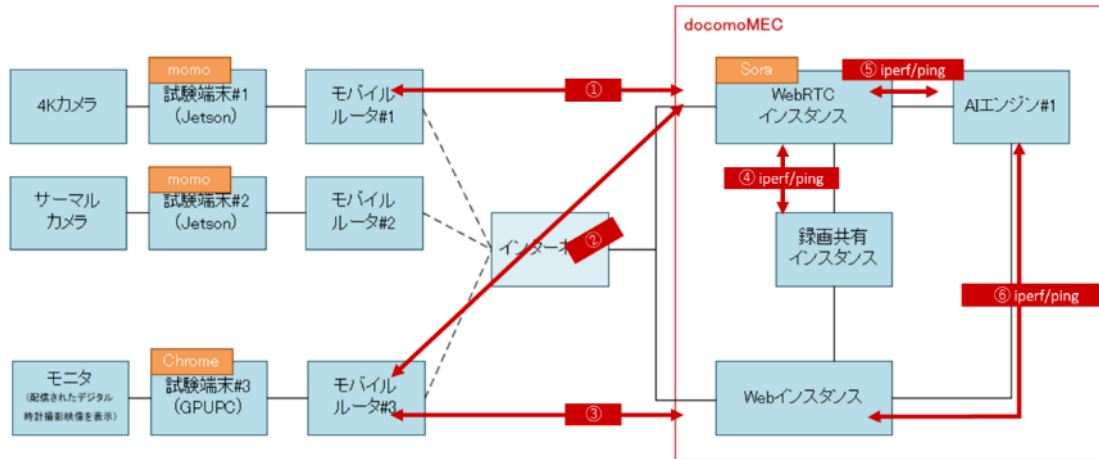 docomoMEC
momo
4Kカメラ
試験端末#1
(Jetson)
モバイル
ルータ#1
①
Sora
WebRTC
インスタンス
⑤ iperf/ping
AIエンジン#1
momo
サーマル
カメラ
試験端末#2
(Jetson)
モバイル
ルータ#2
④ iperf/ping
インターネ
②
録画共有
インスタンス
⑥ iperf/ping
Chrome
モニタ
(配信されたデジタル
時計撮影映像を表示)
試験端末#3
(GPUPC)
モバイル
ルータ#3
③
Webインスタンス